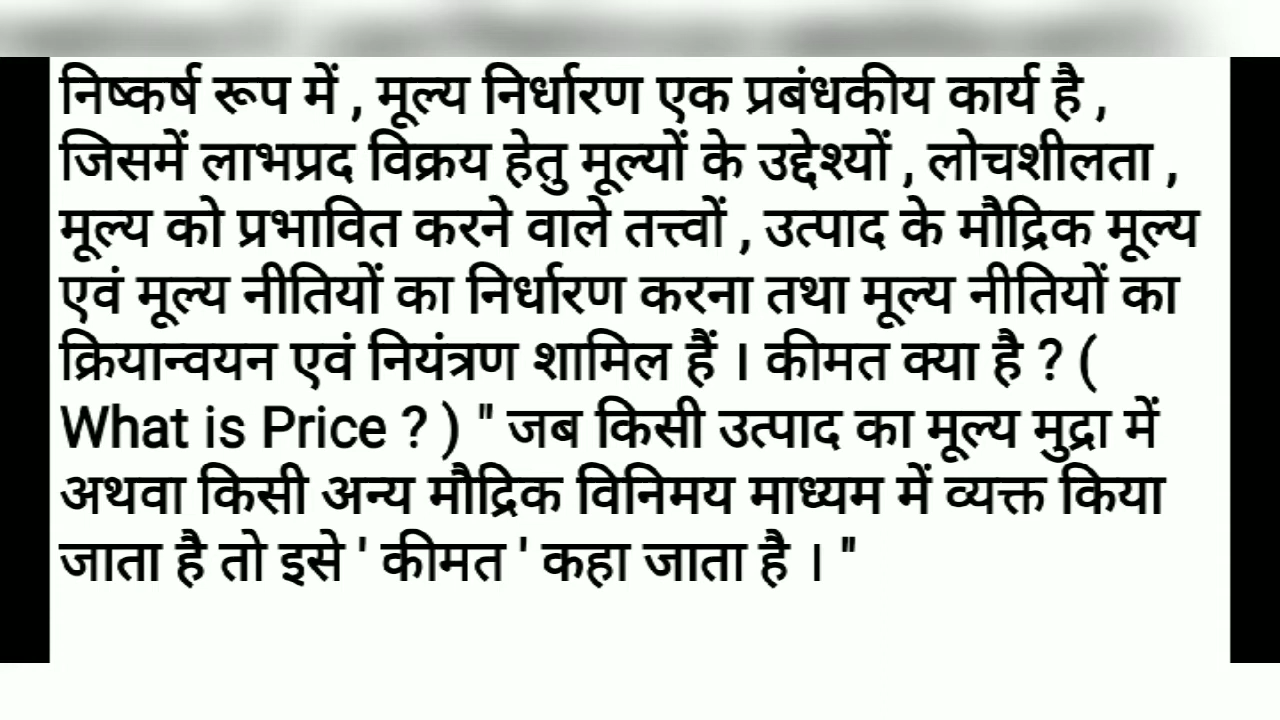 निष्कर्ष रूप में , मूल्य निर्धारण एक प्रबंधकीय कार्य है ,
जिसमें लाभप्रद विक्रय हेतु मूल्यों के उद्देश्यों , लोचशीलता ,
मूल्य को प्रभावित करने वाले तत्त्वों , उत्पाद के मौद्रिक मूल्य
एवं मूल्य नीतियों का निर्धारण करना तथा मूल्य नीतियों का
क्रियान्वयन एवं नियंत्रण शामिल हैं । कीमत क्या है ? (
What is Price ? ) " जब किसी उत्पाद का मूल्य मुद्रा में
अथवा किसी अन्य मौद्रिक विनिमय माध्यम में व्यक्त किया
जाता है तो इसे ' कीमत ' कहा जाता है । "